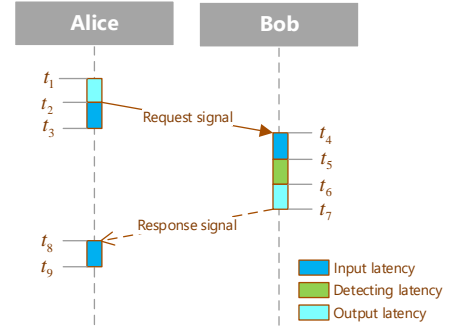 Alice
Bob
t1
t2
t3
Request signal
t4
t5
t6
t7
Response signal
t8
t9
Input latency
Detecting latency
Output latency